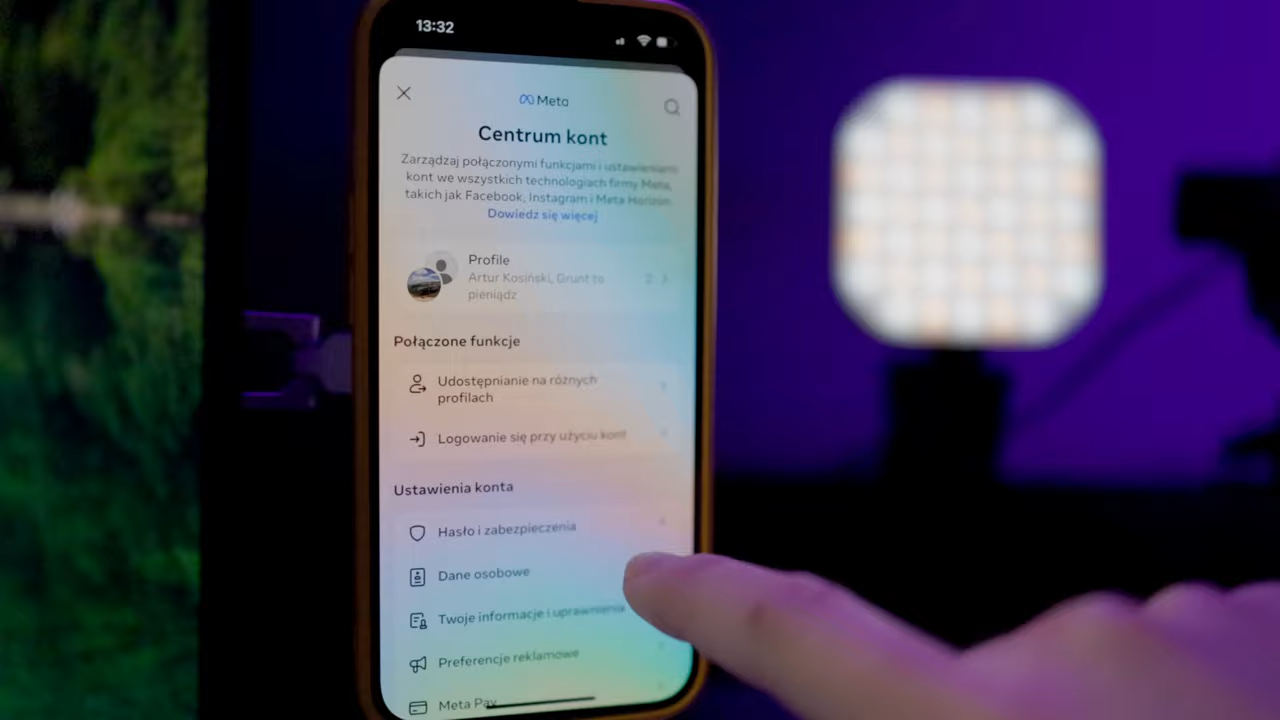 13:32
Meta
Centrum kont
Zarządzaj połączonymi funkcjami i ustawieniami
kont we wszystkich technologiach firmy Meta,
takich jak Facebook, Instagram i Meta Horizon.
Dowiedz się więcej
Profile
Artur Kosiński, Grunt to
pieniądz
2
Połączone funkcje
Udostępnianie na różnych
profilach
Logowanie się przy użyciu kont
Ustawienia konta
Hasło i zabezpieczenia
Dane osobowe
Twoje informacje i uprawnienia
Preferencje reklamowe
Meta Pay